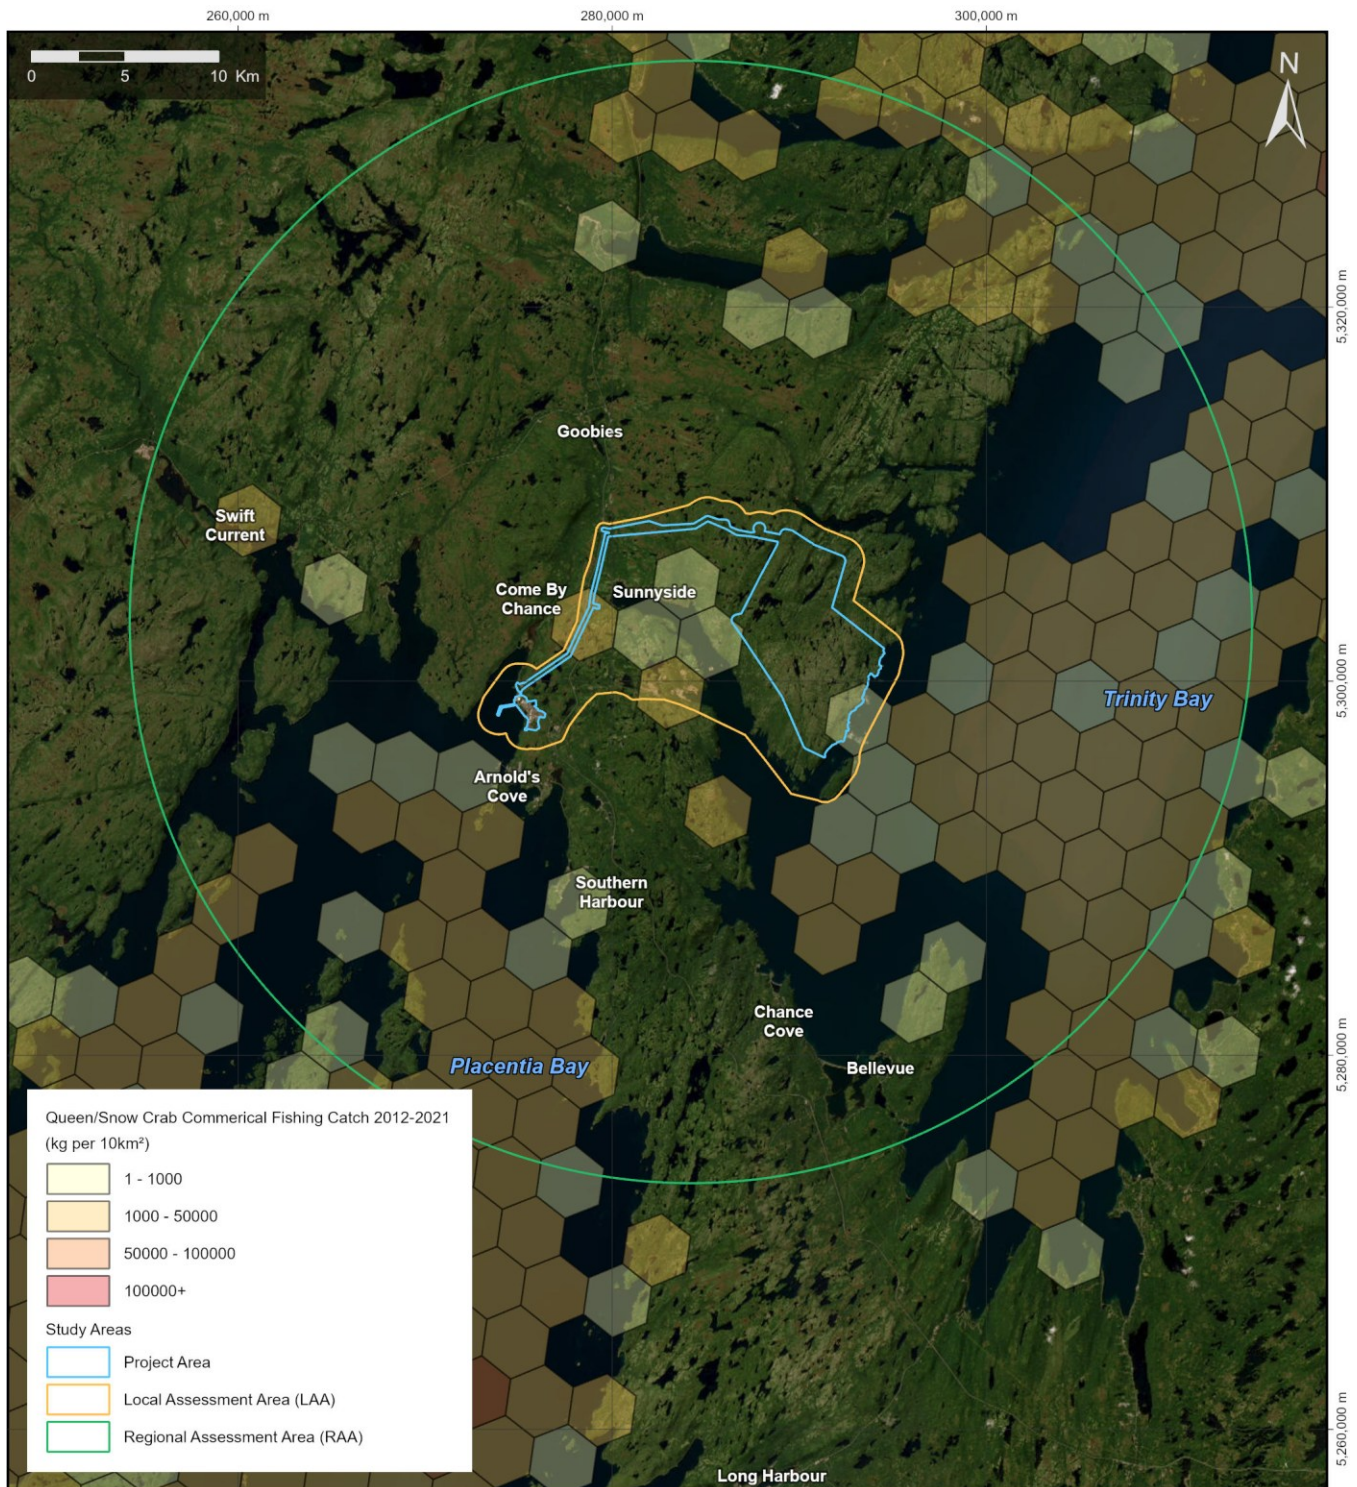 260,000 m
280,000 m
300,000 m
0
5
10 Km
N
5,320,000 m
Goobies
Swift
Current
Come By
Chance
Sunnyside
5,300,000 m
Trinity Bay
Arnold's
Cove
Southern
Harbour
Chance
Cove
5,280,000 m
Placentia Bay
Bellevue
Queen/Snow Crab Commerical Fishing Catch 2012-2021
(kg per 10km²)
1 - 1000
1000 - 50000
50000 - 100000
100000+
Study Areas
Project Area
Local Assessment Area (LAA)
Regional Assessment Area (RAA)
5,260,000 m
Long Harbour